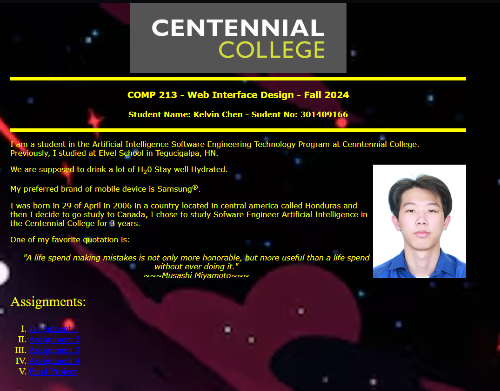 CENTENNIAL
COLLEGE
COMP 213 - Web Interface Design - Fall 2024
Student Name: Kelvin Chen - Sudent No: 301409166
I am a student in the Artificial Intelligence Software Engineering Technology Program at Cenntennial College.
Previously, I studied at Elvel School in Tegucigalpa, HN.
We are supposed to drink a lot of H₂0 Stay well Hydrated.
My preferred brand of mobile device is Samsung®.
I was born in 29 of April in 2006 in a country located in central america called Honduras and
then I decide to go study to Canada, I chose to study Sofware Engineer Artificial Intelligence in
the Centennial College for 3 years.
One of my favorite quotation is:
"A life spend making mistakes is not only more honorable, but more useful than a life spend
without ever doing it."
~~~Musashi Miyamoto~~~
Assignments:
I.
II. Assignment 2
III. Assignment 3
IV. Assignment 4
V. Final Project